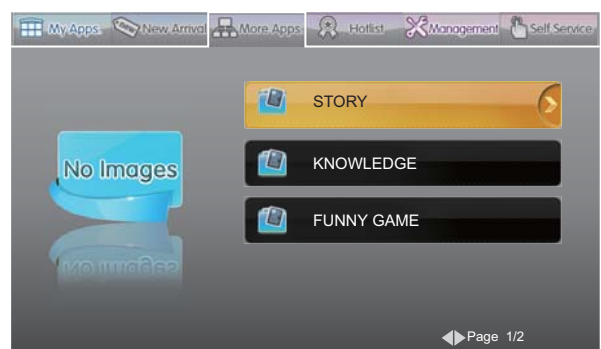 My Apps New Arrival More Apps Hotlist Management Self Service
No Images
STORY
KNOWLEDGE
FUNNY GAME
Page 1/2